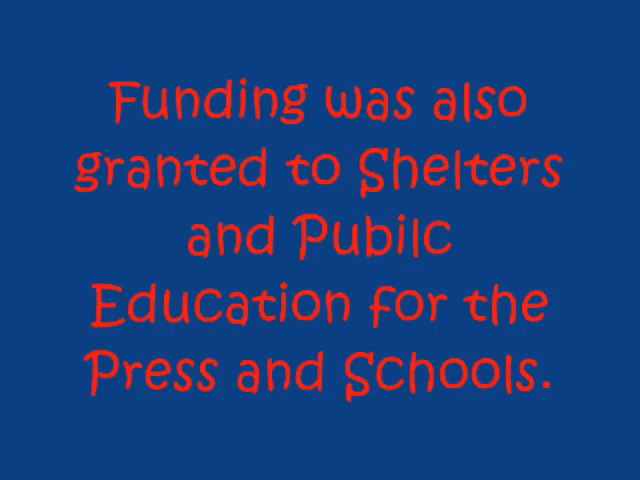 Funding was also
granted to Shelters
and Pubilc
Education for the
Press and Schools.